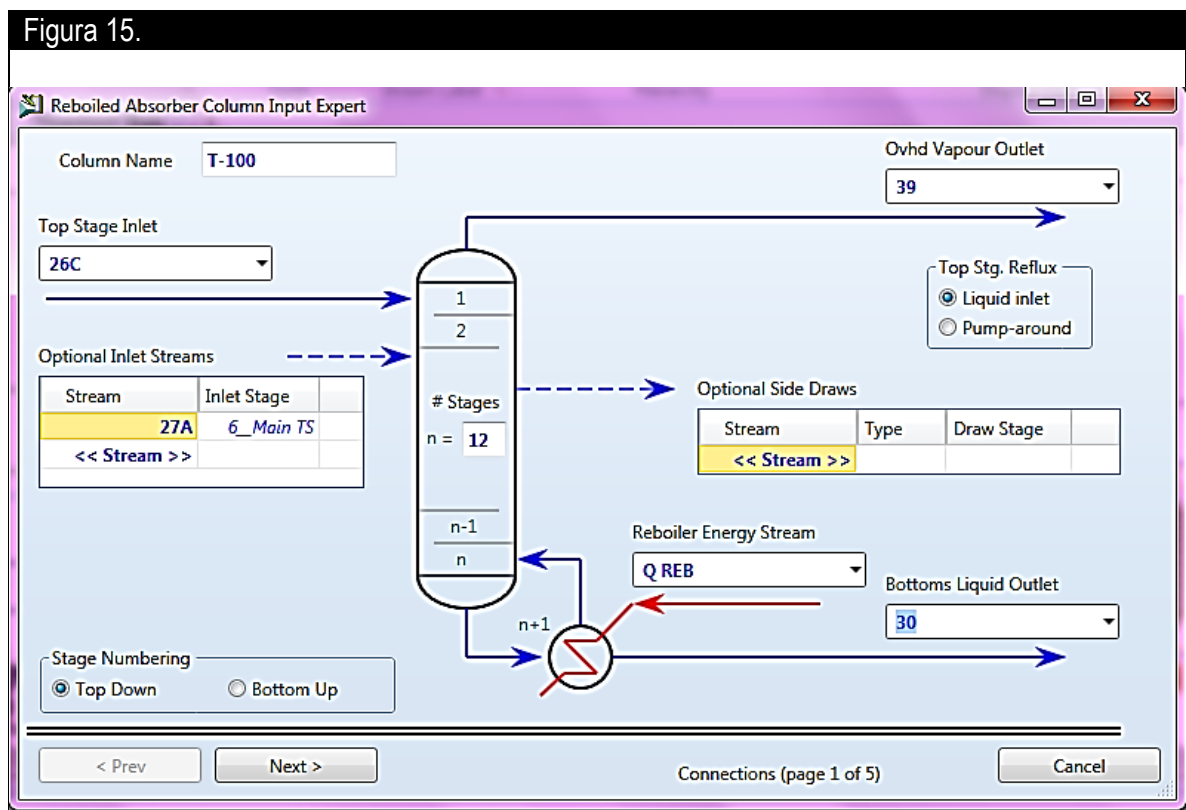 Figura 15.
Reboiled Absorber Column Input Expert
Column Name T-100
Ovhd Vapour Outlet
39
Top Stage Inlet
26C
Top Stg. Reflux
Liquid inlet
Pump-around
1
2
Optional Inlet Streams
Stream Inlet Stage
27A 6__Main TS
<< Stream >>
# Stages
n = 12
Optional Side Draws
Stream Type Draw Stage
<< Stream >>
n-1
n
Reboiler Energy Stream
Q REB
Bottoms Liquid Outlet
30
n+1
Stage Numbering
Top Down Bottom Up
< Prev Next > Connections (page 1 of 5) Cancel